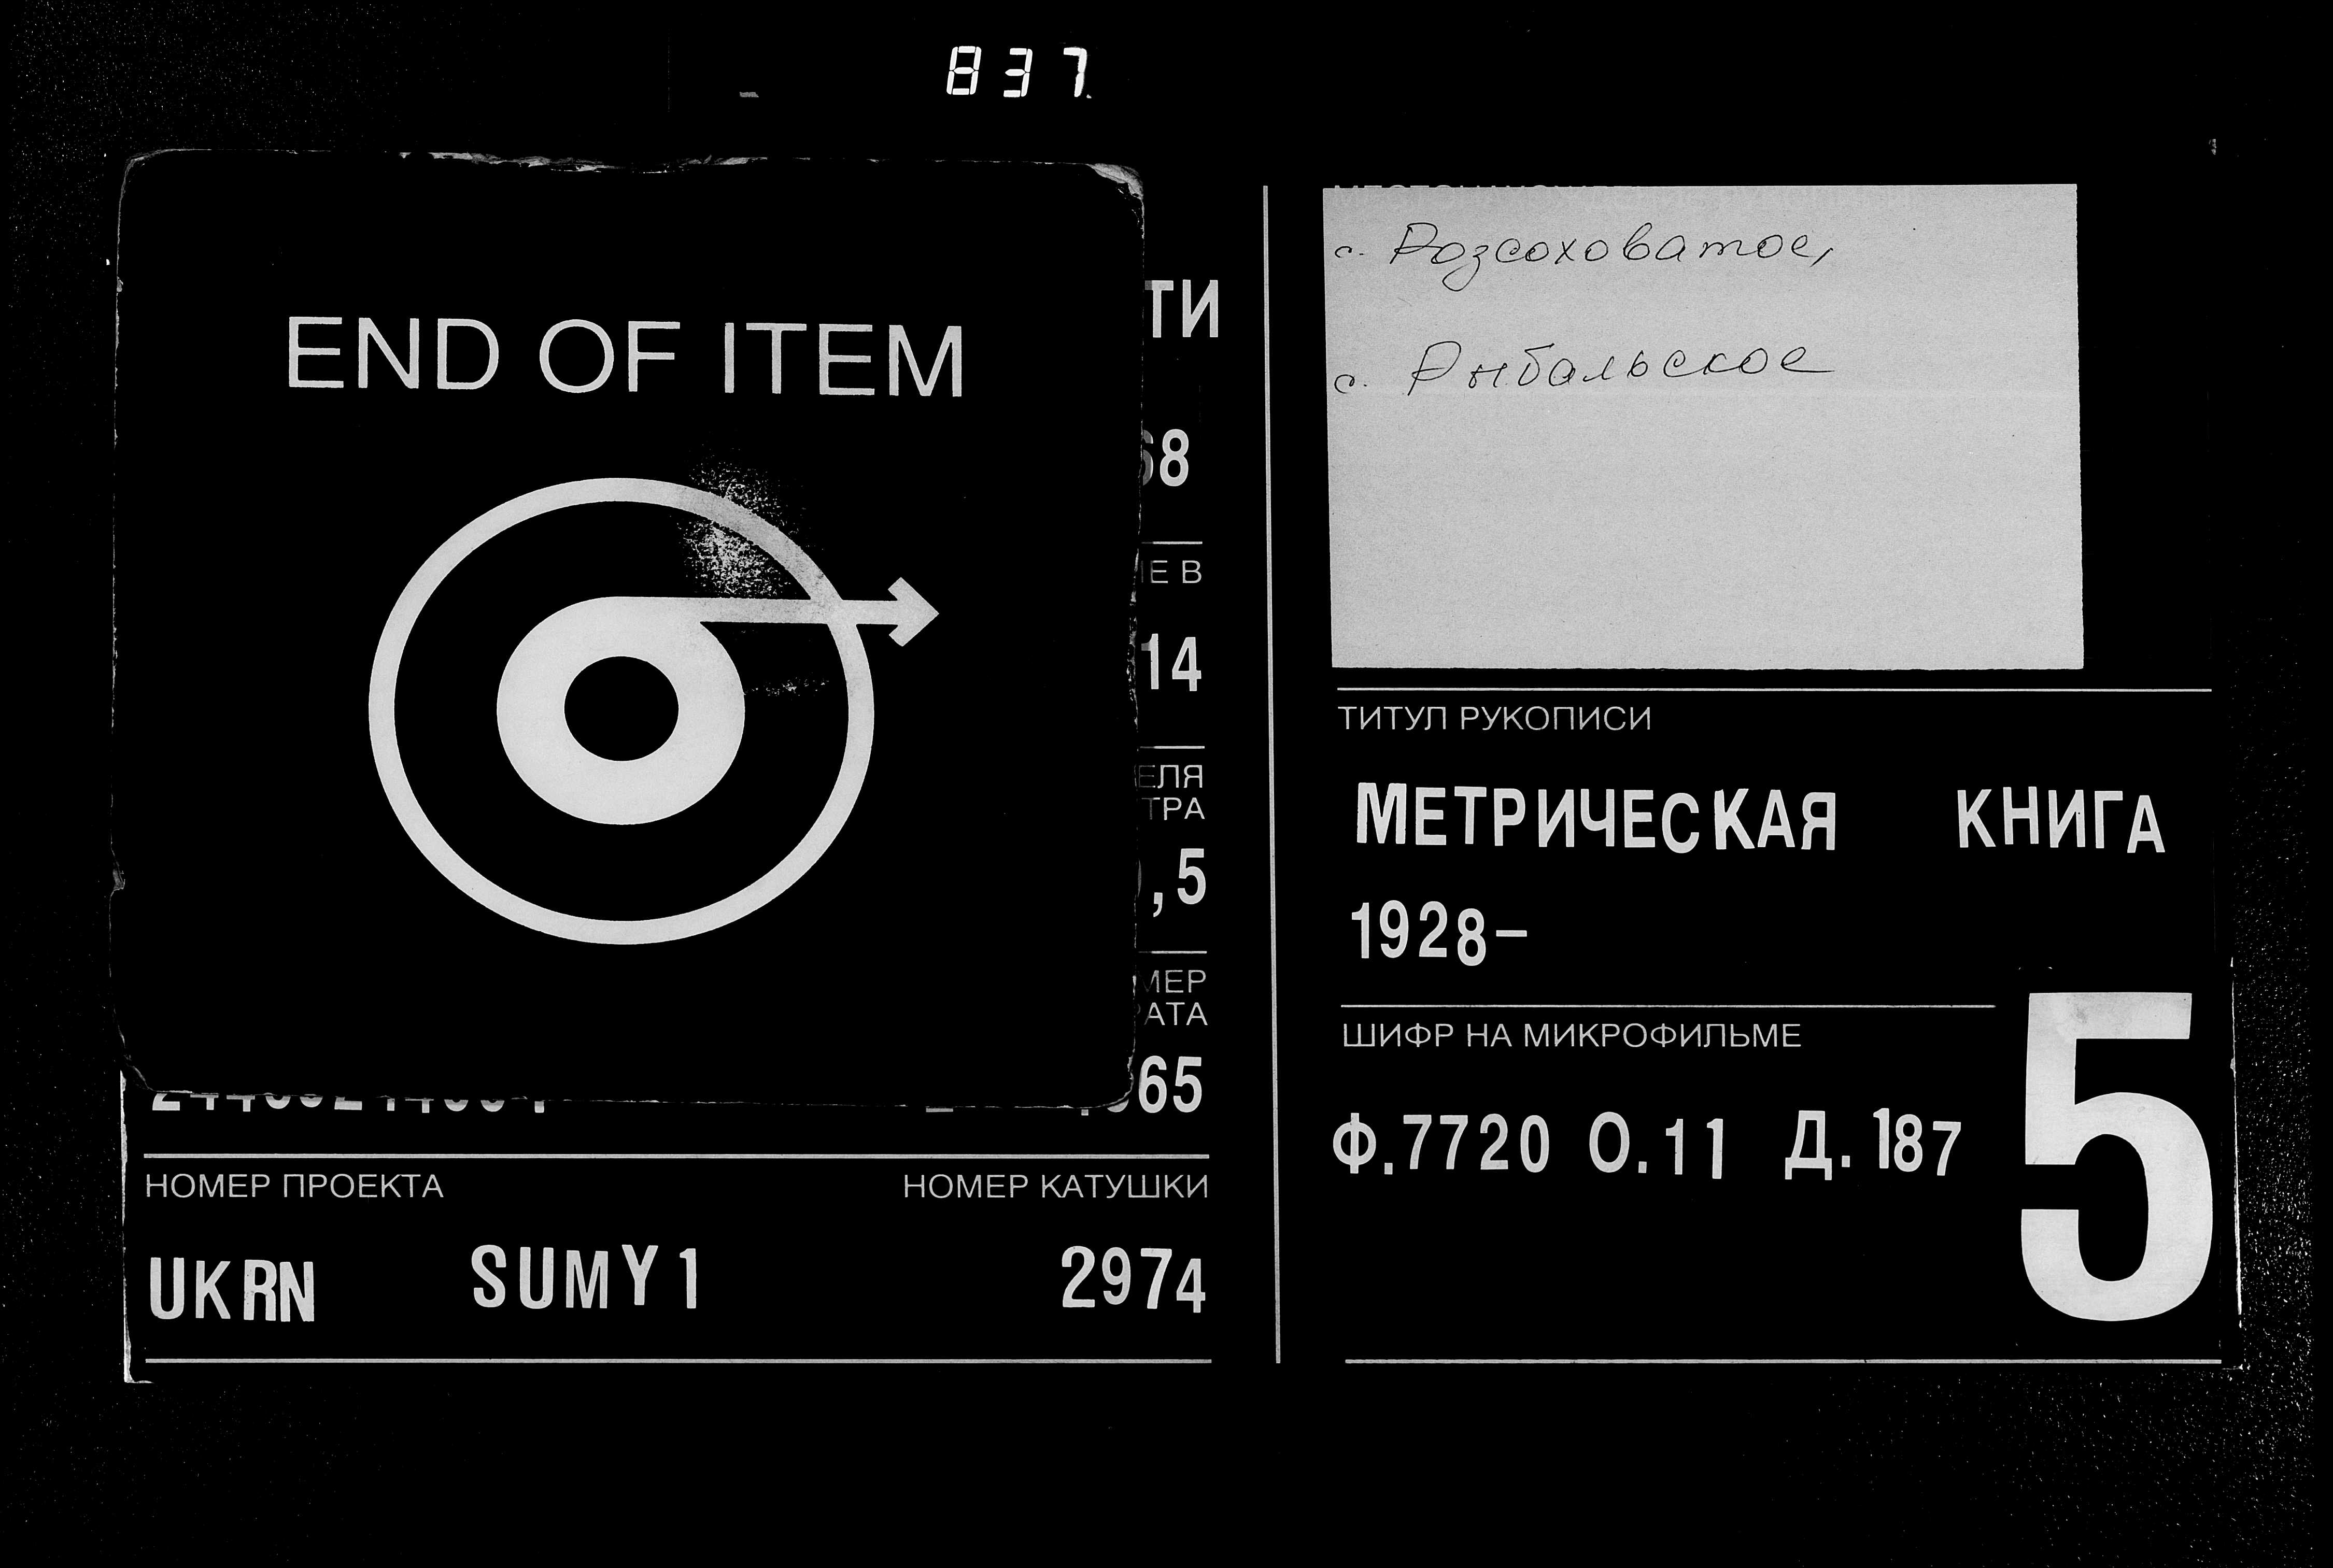 837
END OF ITEM
ТИ
68
Е В
14
ЕЛЯ
ТРА
,5
МЕР
АТА
65
НОМЕР ПРОЕКТА
НОМЕР КАТУШКИ
UKRN SUMY1
2974
с. Розсоховатое,
с. Рыбальское
ТИТУЛ РУКОПИСИ
МЕТРИЧЕСКАЯ КНИГА
1928–
ШИФР НА МИКРОФИЛЬМЕ
Ф.7720 О.11 Д.187
5